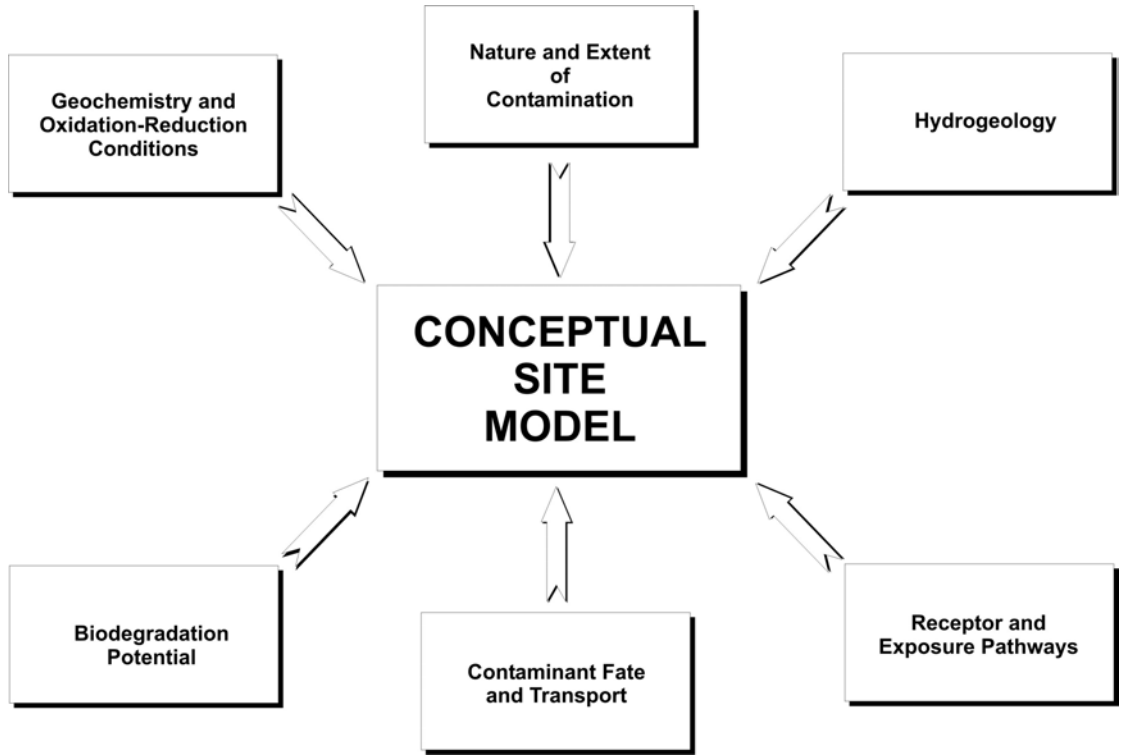 Geochemistry and
Oxidation-Reduction
Conditions
Nature and Extent
of
Contamination
Hydrogeology
CONCEPTUAL
SITE
MODEL
Biodegradation
Potential
Contaminant Fate
and Transport
Receptor and
Exposure Pathways